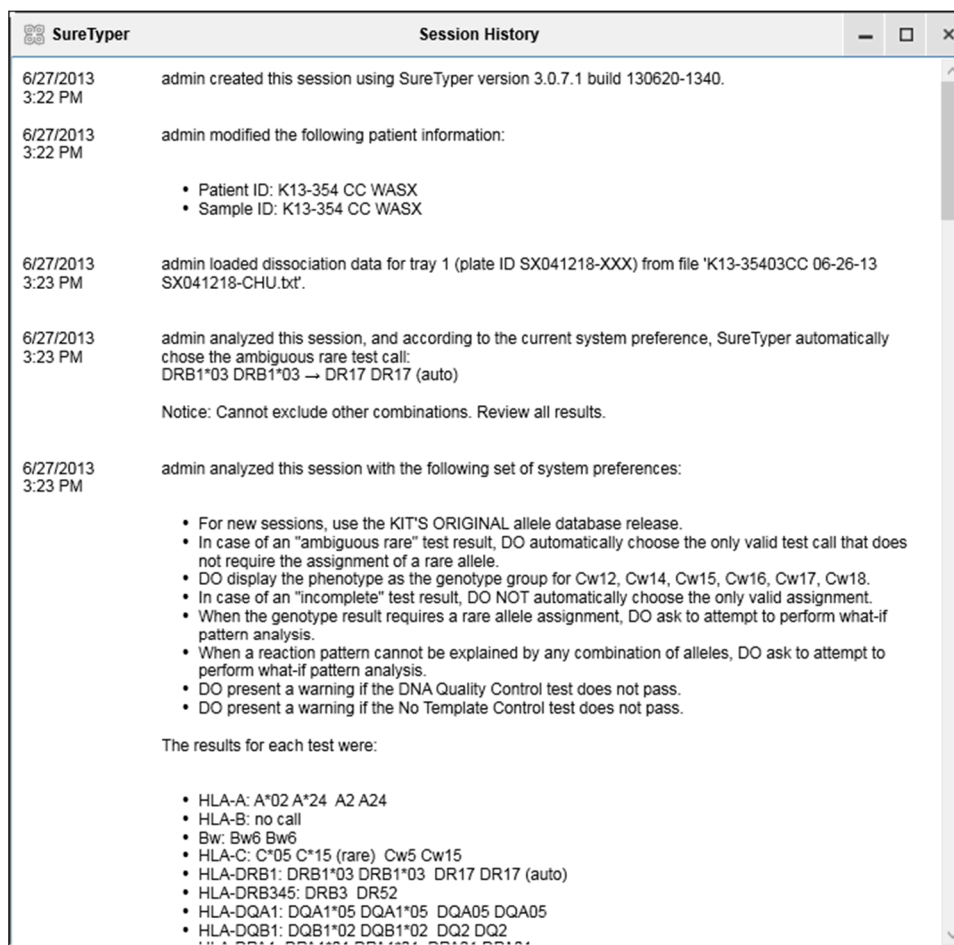 SureTyper
Session History
6/27/2013
3:22 PM
admin created this session using SureTyper version 3.0.7.1 build 130620-1340.
6/27/2013
3:22 PM
admin modified the following patient information:
• Patient ID: K13-354 CC WASX
• Sample ID: K13-354 CC WASX
6/27/2013
3:23 PM
admin loaded dissociation data for tray 1 (plate ID SX041218-XXX) from file 'K13-35403CC 06-26-13
SX041218-CHU.txt'.
6/27/2013
3:23 PM
admin analyzed this session, and according to the current system preference, SureTyper automatically
chose the ambiguous rare test call:
DRB1*03 DRB1*03 → DR17 DR17 (auto)
Notice: Cannot exclude other combinations. Review all results.
6/27/2013
3:23 PM
admin analyzed this session with the following set of system preferences:
• For new sessions, use the KIT'S ORIGINAL allele database release.
• In case of an "ambiguous rare" test result, DO automatically choose the only valid test call that does
not require the assignment of a rare allele.
• DO display the phenotype as the genotype group for Cw12, Cw14, Cw15, Cw16, Cw17, Cw18.
• In case of an "incomplete" test result, DO NOT automatically choose the only valid assignment.
• When the genotype result requires a rare allele assignment, DO ask to attempt to perform what-if
pattern analysis.
• When a reaction pattern cannot be explained by any combination of alleles, DO ask to attempt to
perform what-if pattern analysis.
• DO present a warning if the DNA Quality Control test does not pass.
• DO present a warning if the No Template Control test does not pass.
The results for each test were:
• HLA-A: A*02 A*24 A2 A24
• HLA-B: no call
• Bw: Bw6 Bw6
• HLA-C: C*05 C*15 (rare) Cw5 Cw15
• HLA-DRB1: DRB1*03 DRB1*03 DR17 DR17 (auto)
• HLA-DRB345: DRB3 DR52
• HLA-DQA1: DQA1*05 DQA1*05 DQA05 DQA05
• HLA-DQB1: DQB1*02 DQB1*02 DQ2 DQ2